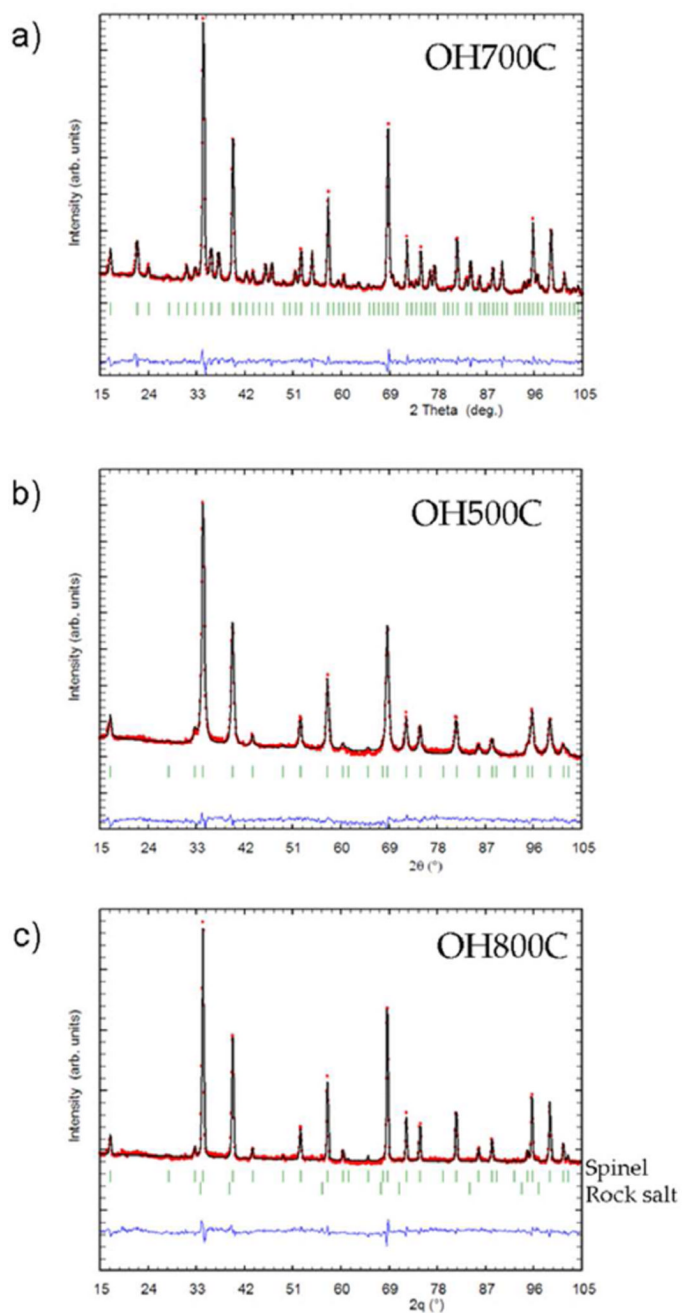 a)
OH700C
Intensity (arb. units)
15 24 33 42 51 60 69 78 87 96 105
2 Theta (deg.)
b)
OH500C
Intensity (arb. units)
15 24 33 42 51 60 69 78 87 96 105
2θ (°)
c)
OH800C
Intensity (arb. units)
Spinel
Rock salt
15 24 33 42 51 60 69 78 87 96 105
2q (°)